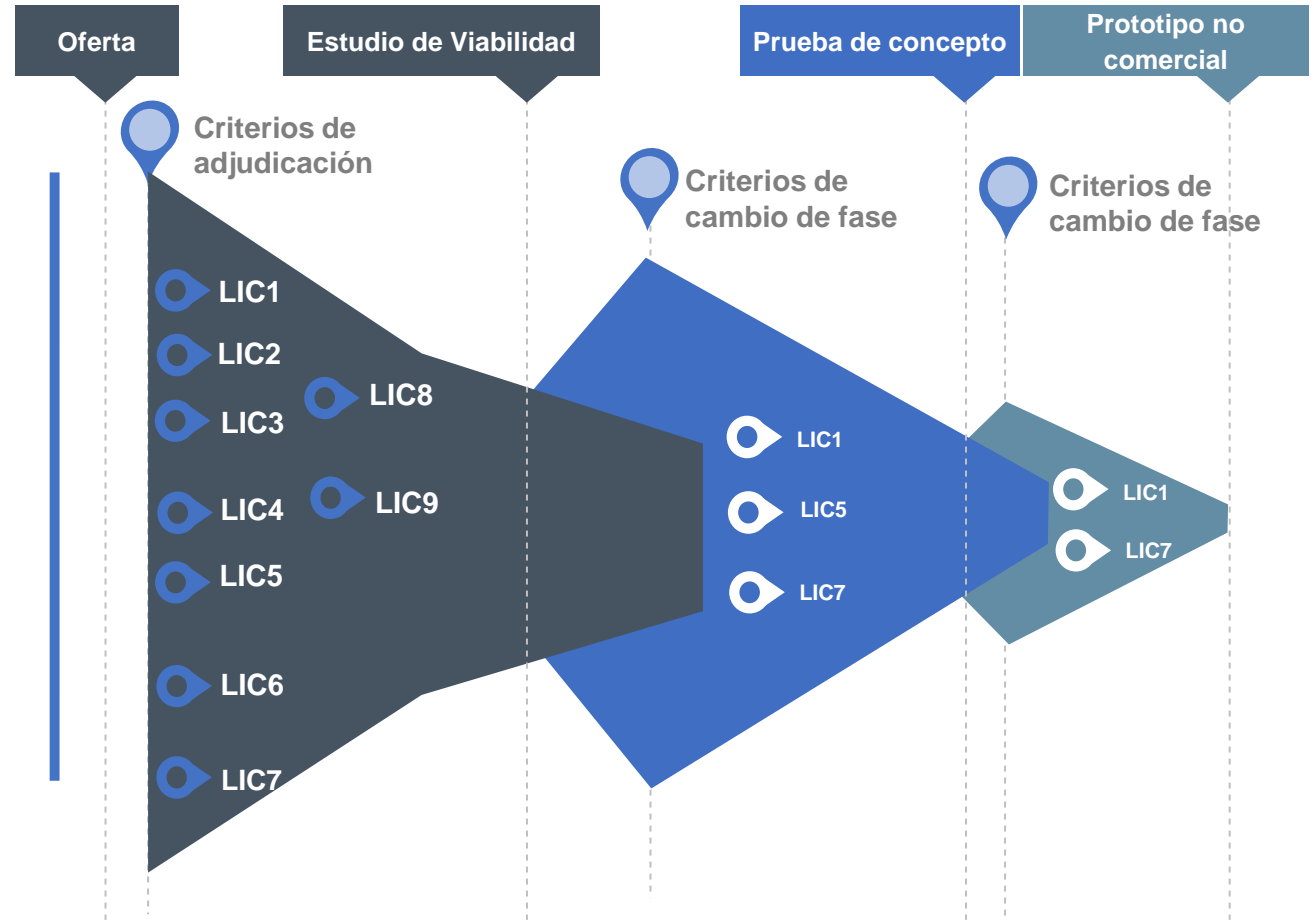 Oferta
Estudio de Viabilidad
Prueba de concepto
Prototipo no
comercial
Criterios de
adjudicación
Criterios de
cambio de fase
Criterios de
cambio de fase
LIC1
LIC2
LIC3
LIC4
LIC5
LIC6
LIC7
LIC8
LIC9
LIC1
LIC5
LIC7
LIC1
LIC7